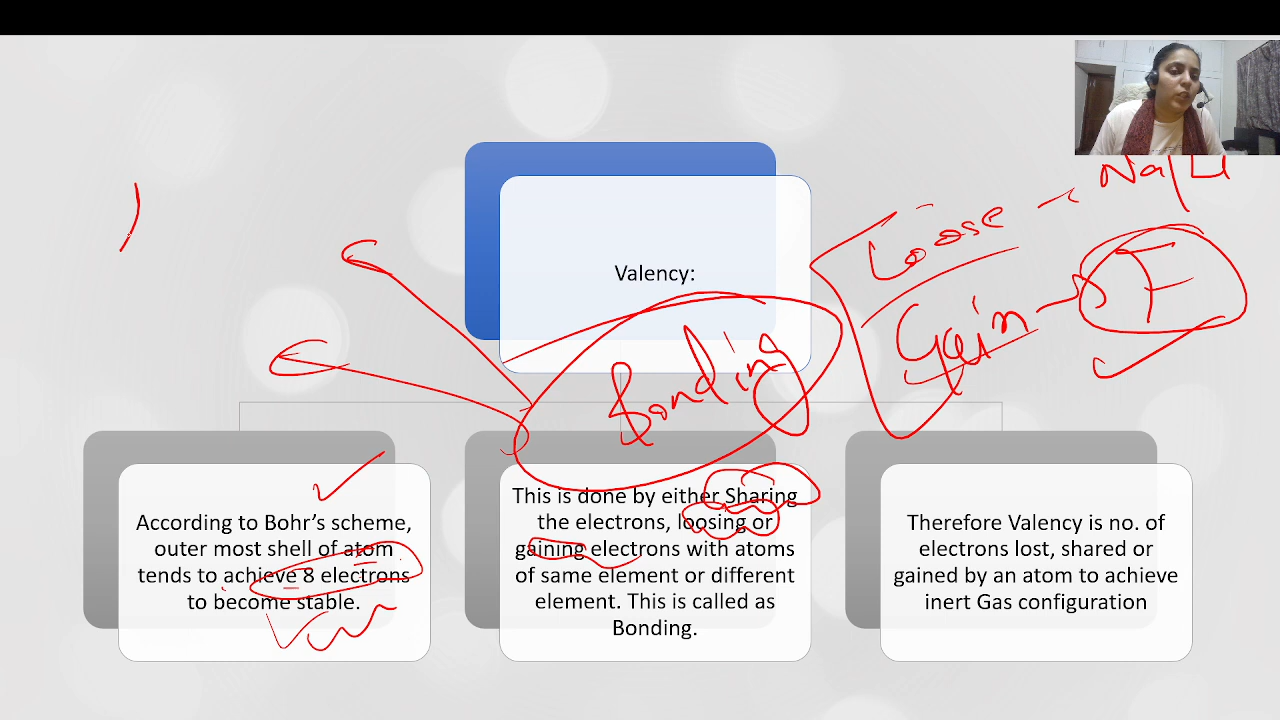 Na/Li
Loose
Valency:
Gain
F
Bonding
According to Bohr's scheme,
outer most shell of atom
tends to achieve 8 electrons
to become stable.
This is done by either Sharing
the electrons, loosing or
gaining electrons with atoms
of same element or different
element. This is called as
Bonding.
Therefore Valency is no. of
electrons lost, shared or
gained by an atom to achieve
inert Gas configuration